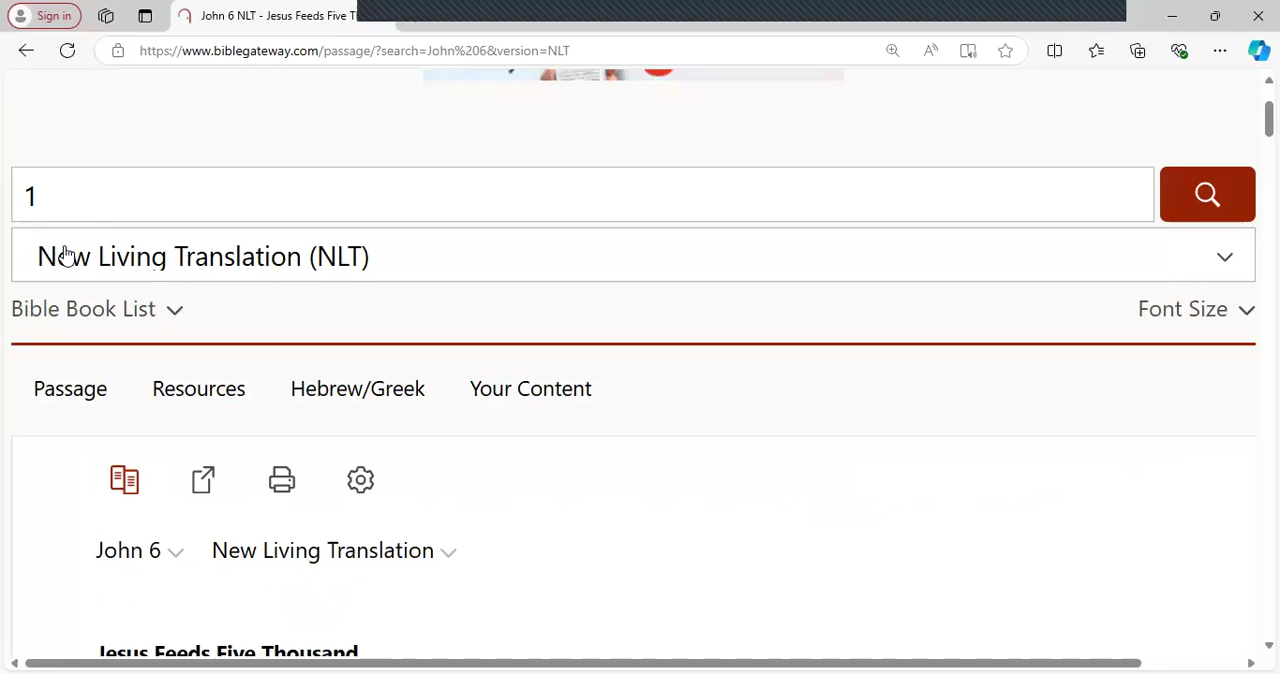 Sign in
John 6 NLT - Jesus Feeds Five T
https://www.biblegateway.com/passage/?search=John%206&version=NLT
1
New Living Translation (NLT)
Bible Book List
Font Size
Passage Resources Hebrew/Greek Your Content
John 6 New Living Translation
Jesus Feeds Five Thousand